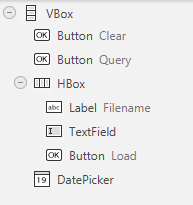 VBox
OK Button Clear
OK Button Query
HBox
abc Label Filename
TextField
OK Button Load
19 DatePicker